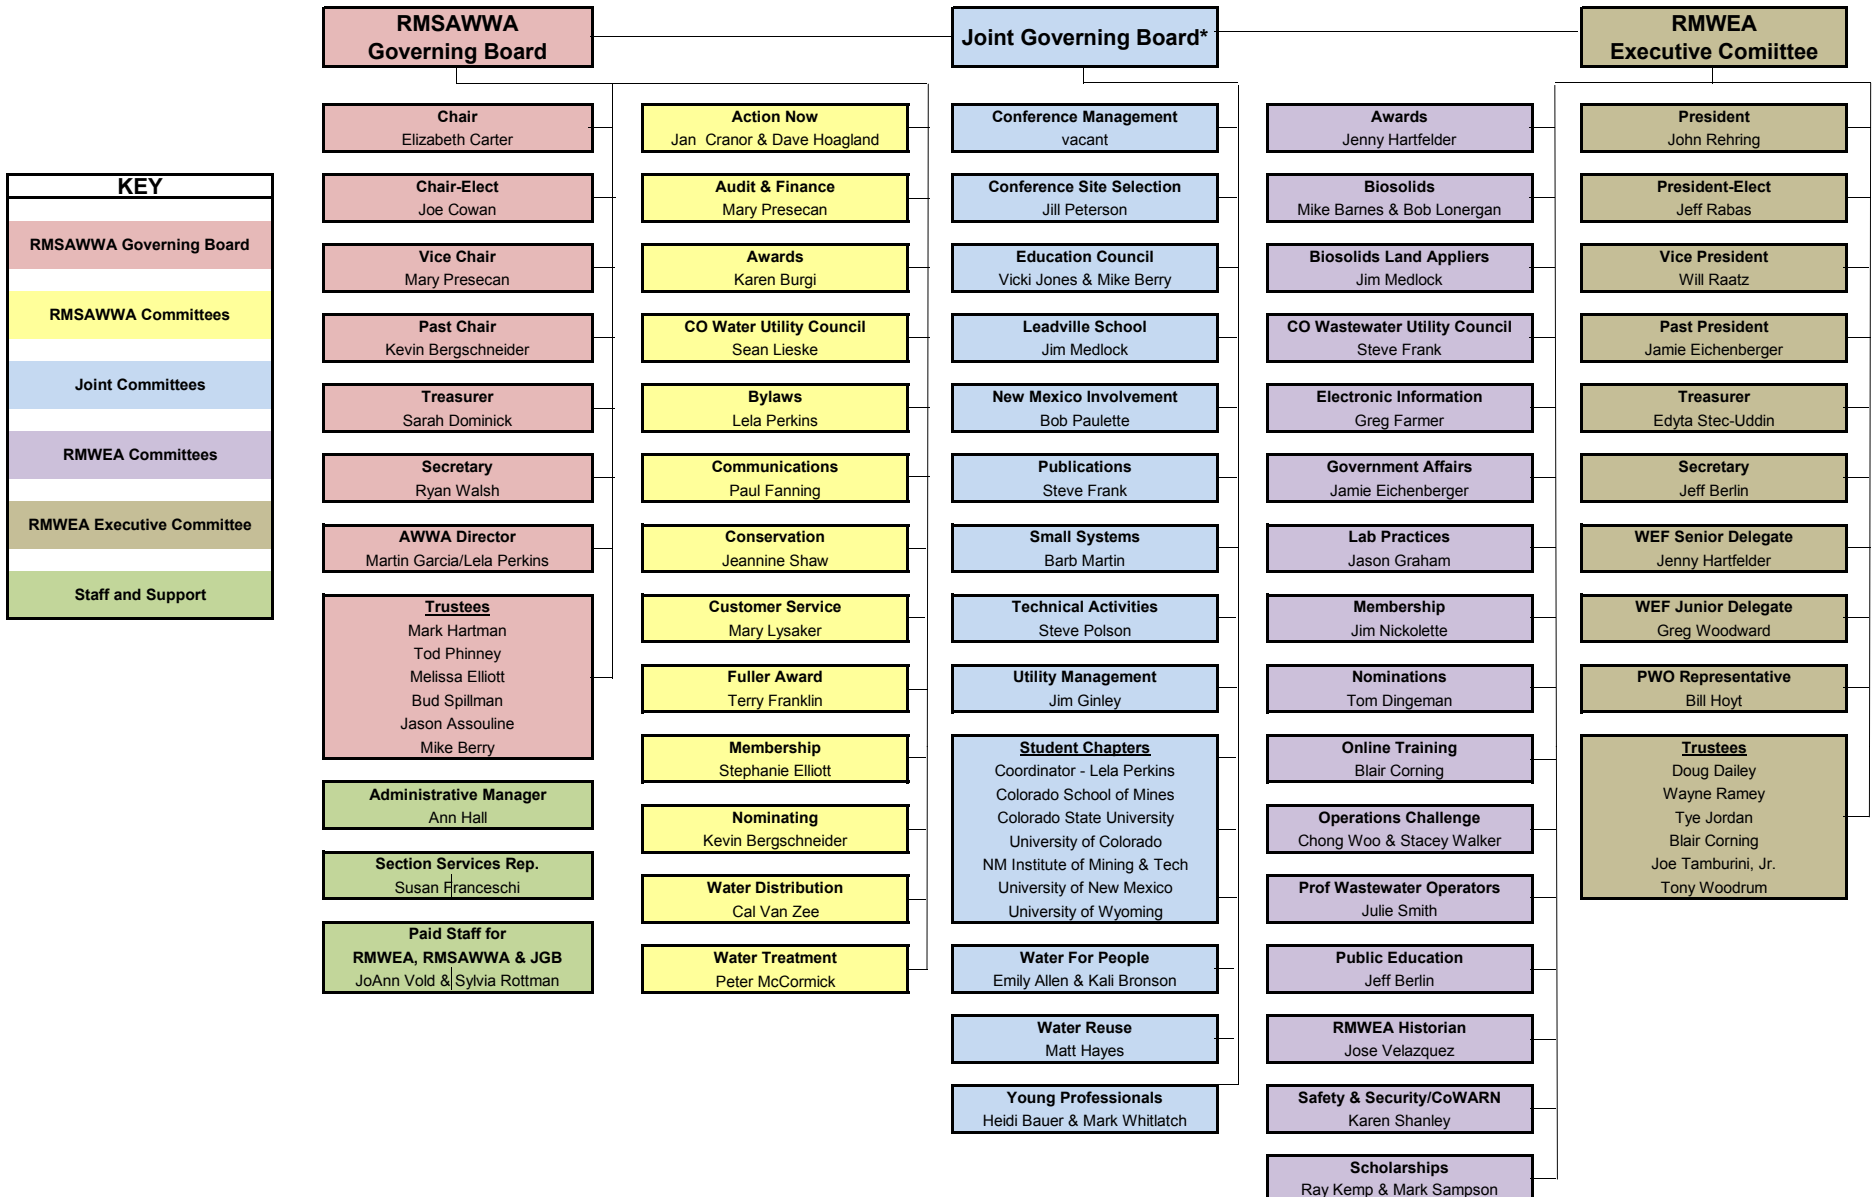 RMSAWWA
Governing Board
Joint Governing Board*
RMWEA
Executive Comiittee
KEY
RMSAWWA Governing Board
RMSAWWA Committees
Joint Committees
RMWEA Committees
RMWEA Executive Committee
Staff and Support
Chair
Elizabeth Carter
Chair-Elect
Joe Cowan
Vice Chair
Mary Presecan
Past Chair
Kevin Bergschneider
Treasurer
Sarah Dominick
Secretary
Ryan Walsh
AWWA Director
Martin Garcia/Lela Perkins
Trustees
Mark Hartman
Tod Phinney
Melissa Elliott
Bud Spillman
Jason Assouline
Mike Berry
Administrative Manager
Ann Hall
Section Services Rep.
Susan Franceschi
Paid Staff for
RMWEA, RMSAWWA & JGB
JoAnn Vold & Sylvia Rottman
Action Now
Jan Cranor & Dave Hoagland
Audit & Finance
Mary Presecan
Awards
Karen Burgi
CO Water Utility Council
Sean Lieske
Bylaws
Lela Perkins
Communications
Paul Fanning
Conservation
Jeannine Shaw
Customer Service
Mary Lysaker
Fuller Award
Terry Franklin
Membership
Stephanie Elliott
Nominating
Kevin Bergschneider
Water Distribution
Cal Van Zee
Water Treatment
Peter McCormick
Conference Management
vacant
Conference Site Selection
Jill Peterson
Education Council
Vicki Jones & Mike Berry
Leadville School
Jim Medlock
New Mexico Involvement
Bob Paulette
Publications
Steve Frank
Small Systems
Barb Martin
Technical Activities
Steve Polson
Utility Management
Jim Ginley
Student Chapters
Coordinator - Lela Perkins
Colorado School of Mines
Colorado State University
University of Colorado
NM Institute of Mining & Tech
University of New Mexico
University of Wyoming
Water For People
Emily Allen & Kali Bronson
Water Reuse
Matt Hayes
Young Professionals
Heidi Bauer & Mark Whitlatch
Awards
Jenny Hartfelder
Biosolids
Mike Barnes & Bob Lonergan
Biosolids Land Appliers
Jim Medlock
CO Wastewater Utility Council
Steve Frank
Electronic Information
Greg Farmer
Government Affairs
Jamie Eichenberger
Lab Practices
Jason Graham
Membership
Jim Nickolette
Nominations
Tom Dingeman
Online Training
Blair Corning
Operations Challenge
Chong Woo & Stacey Walker
Prof Wastewater Operators
Julie Smith
Public Education
Jeff Berlin
RMWEA Historian
Jose Velazquez
Safety & Security/CoWARN
Karen Shanley
Scholarships
Ray Kemp & Mark Sampson
President
John Rehring
President-Elect
Jeff Rabas
Vice President
Will Raatz
Past President
Jamie Eichenberger
Treasurer
Edyta Stec-Uddin
Secretary
Jeff Berlin
WEF Senior Delegate
Jenny Hartfelder
WEF Junior Delegate
Greg Woodward
PWO Representative
Bill Hoyt
Trustees
Doug Dailey
Wayne Ramey
Tye Jordan
Blair Corning
Joe Tamburini, Jr.
Tony Woodrum